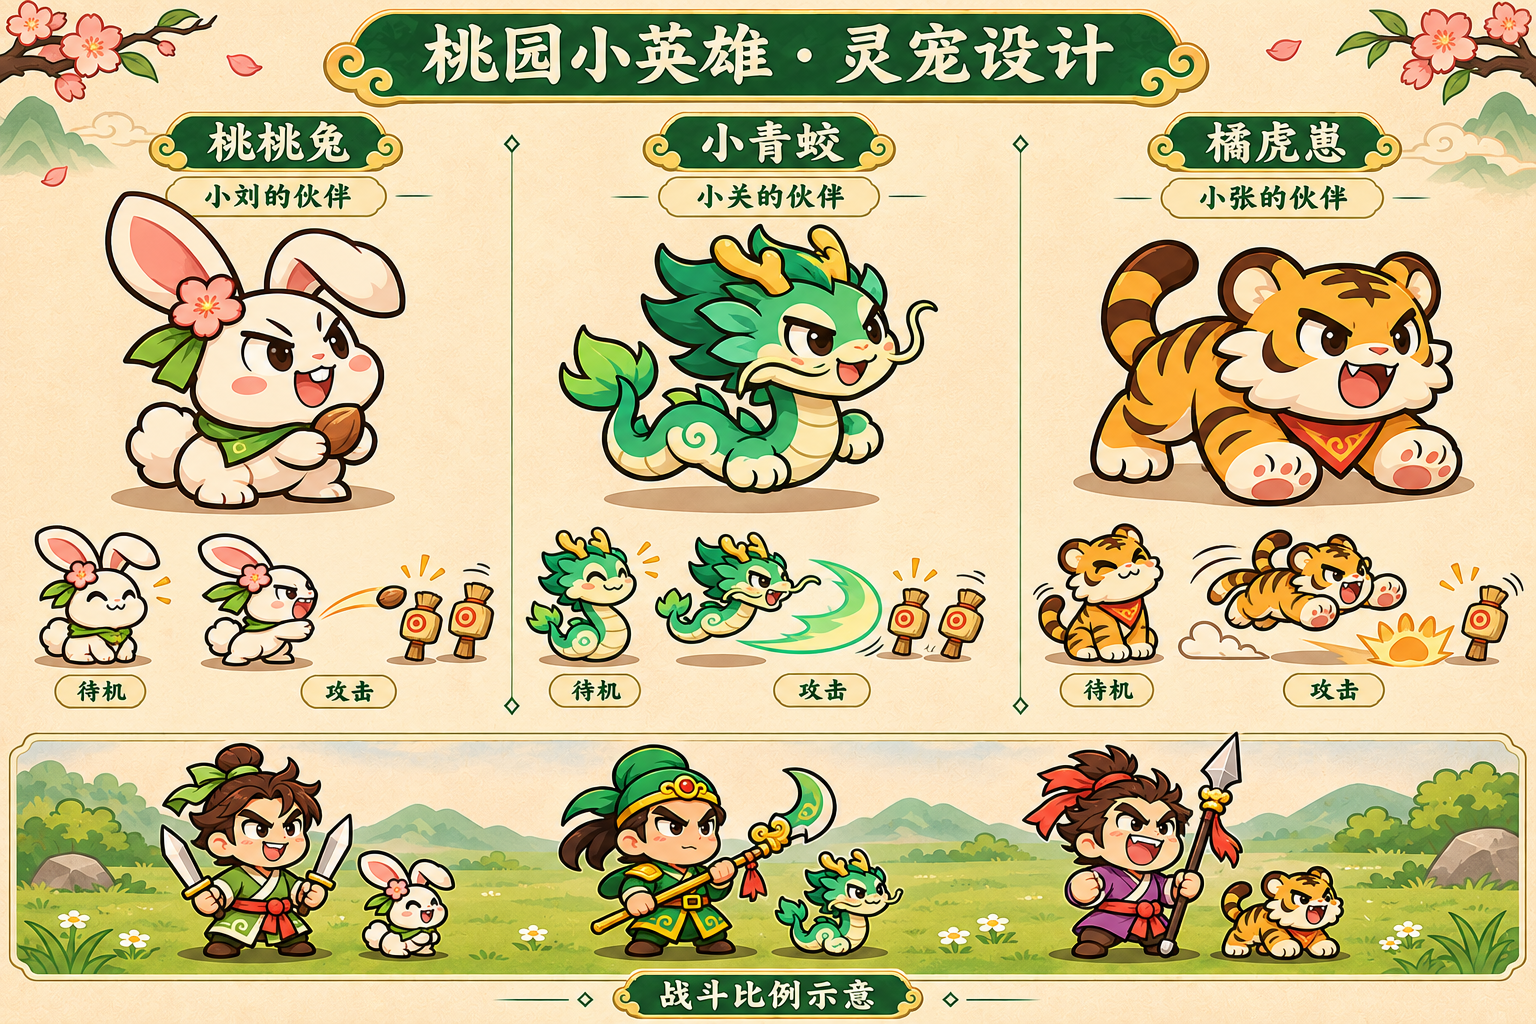 桃园小英雄·灵宠设计
桃桃兔
小刘的伙伴
待机
攻击
小青蛟
小关的伙伴
待机
攻击
橘虎崽
小张的伙伴
待机
攻击
战斗比例示意